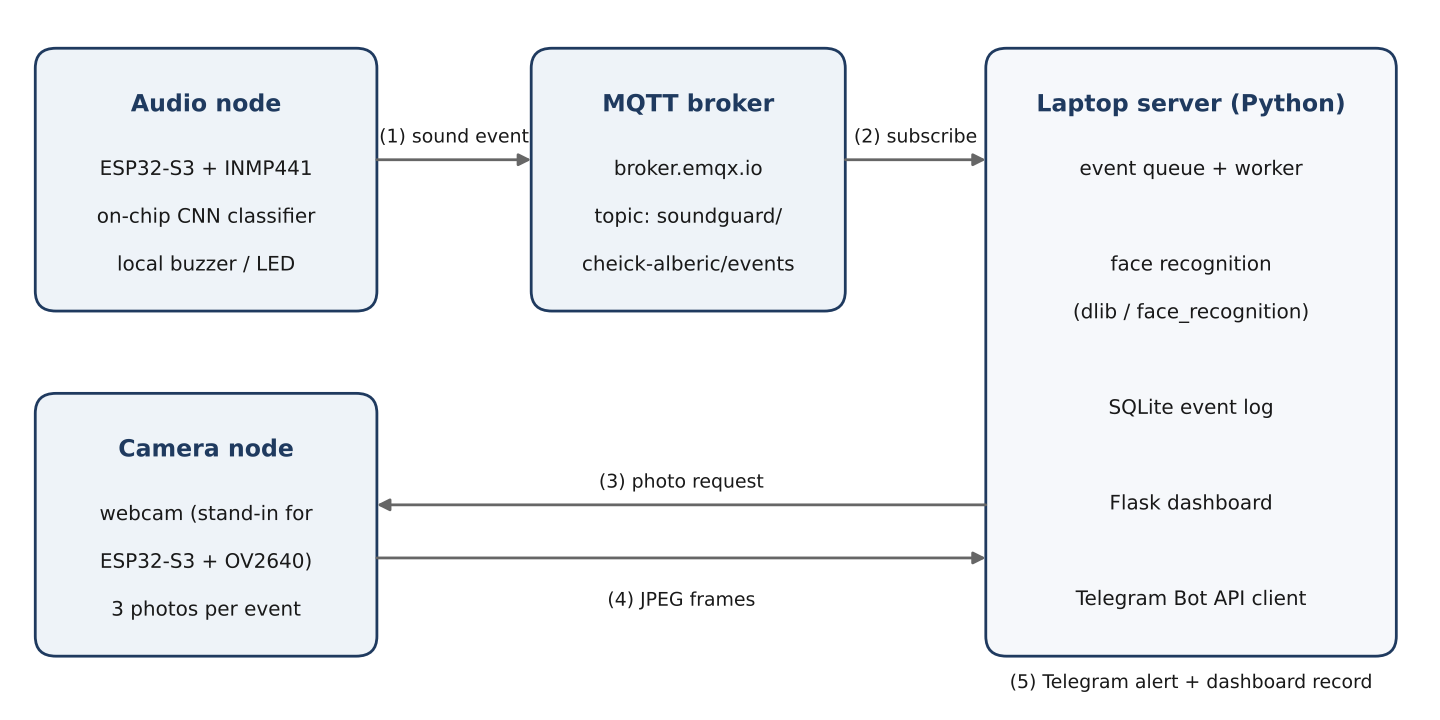 Audio node
ESP32-S3 + INMP441
on-chip CNN classifier
local buzzer / LED
(1) sound event
MQTT broker
broker.emqx.io
topic: soundguard/
cheick-alberic/events
(2) subscribe
Laptop server (Python)
event queue + worker
face recognition
(dlib / face_recognition)
SQLite event log
Flask dashboard
Telegram Bot API client
Camera node
webcam (stand-in for
ESP32-S3 + OV2640)
3 photos per event
(3) photo request
(4) JPEG frames
(5) Telegram alert + dashboard record